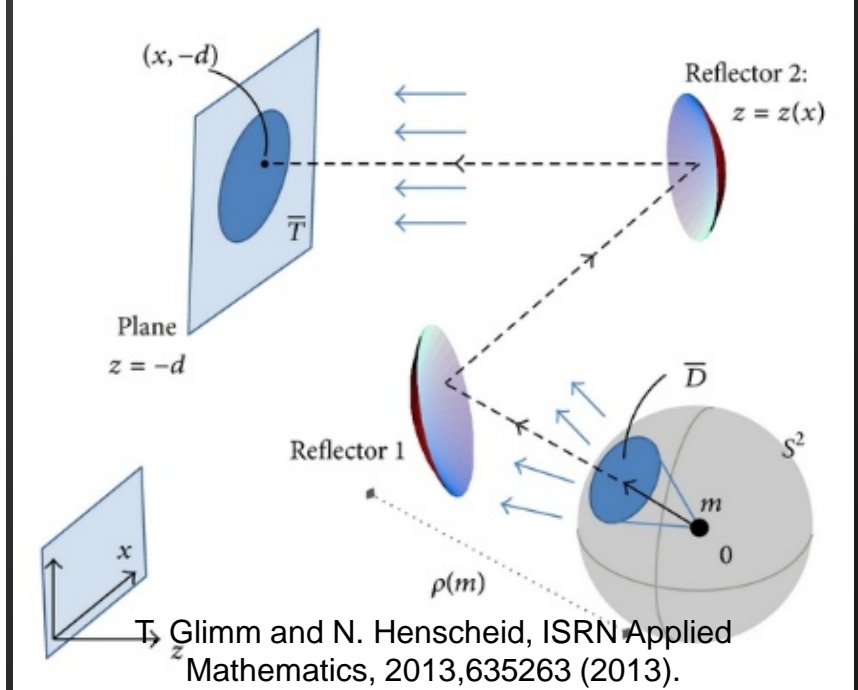 (x, −d)
Reflector 2:
z = z(x)
T̅
Plane
z = −d
D̅
Reflector 1
S²
m
0
x
ρ(m)
z
T. Glimm and N. Henscheid, ISRN Applied
Mathematics, 2013,635263 (2013).